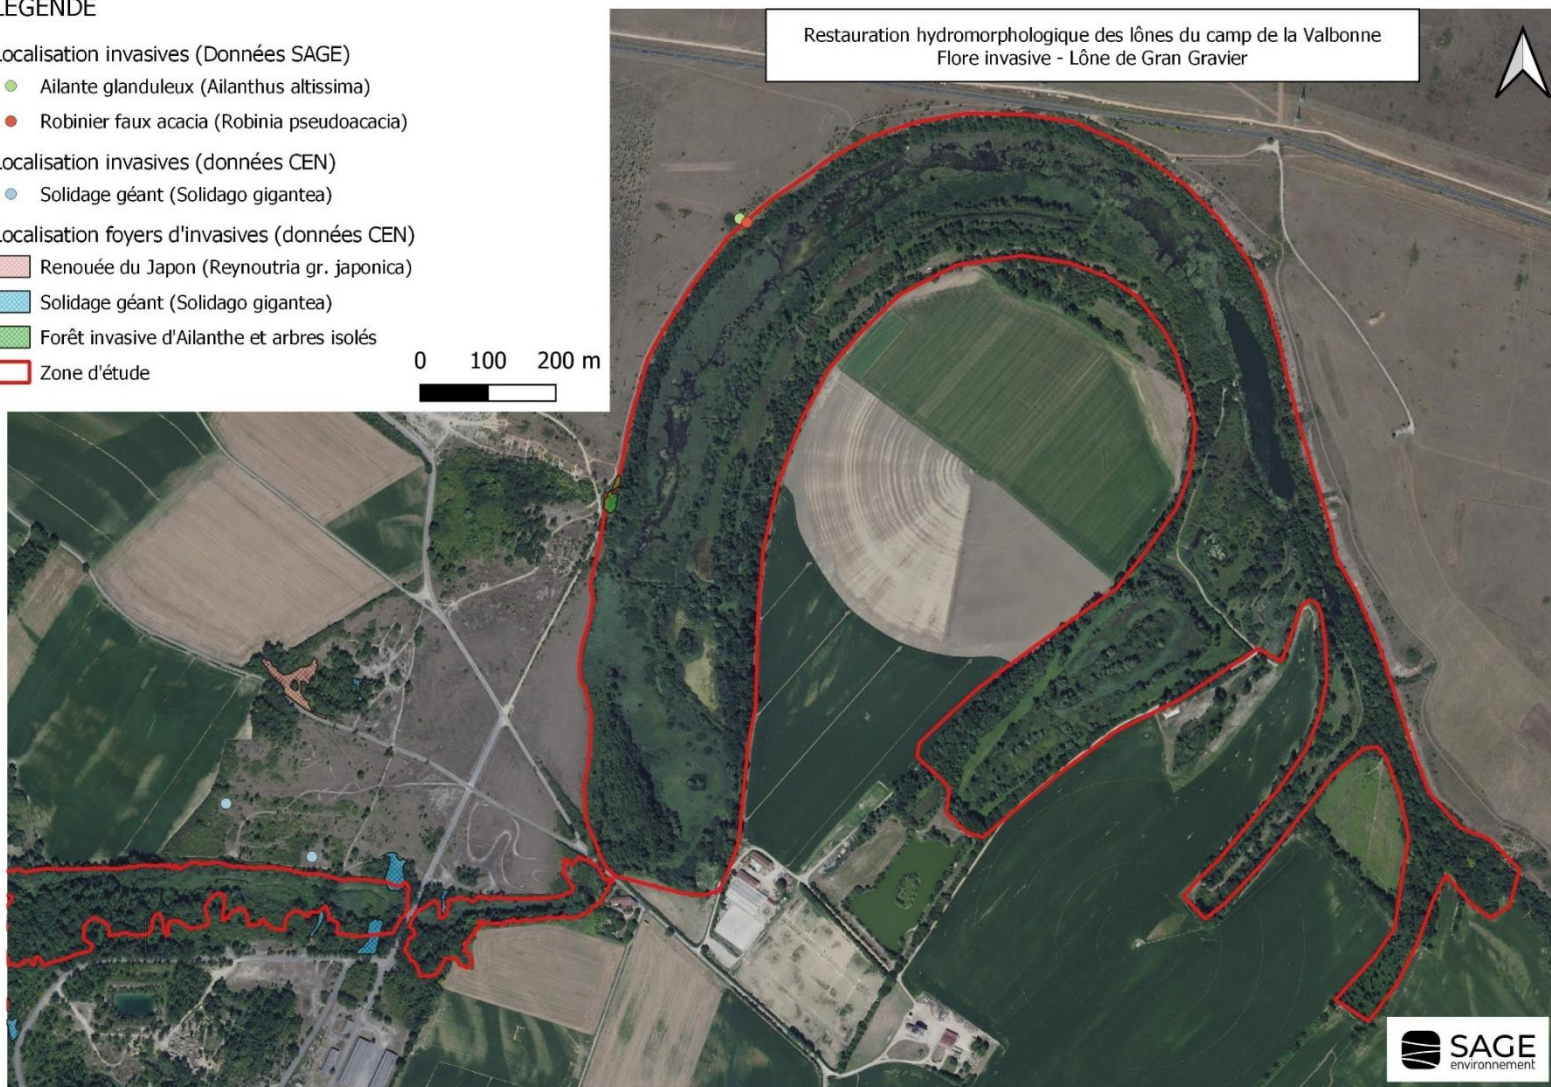 LEGENDE
Localisation invasives (Données SAGE)
Ailante glanduleux (Ailanthus altissima)
Robinier faux acacia (Robinia pseudoacacia)
Localisation invasives (données CEN)
Solidage géant (Solidago gigantea)
Localisation foyers d'invasives (données CEN)
Renouée du Japon (Reynoutria gr. japonica)
Solidage géant (Solidago gigantea)
Forêt invasive d'Ailanthe et arbres isolés
Zone d'étude
0 100 200 m
Restauration hydromorphologique des lônes du camp de la Valbonne
Flore invasive - Lône de Gran Gravier
SAGE
environnement